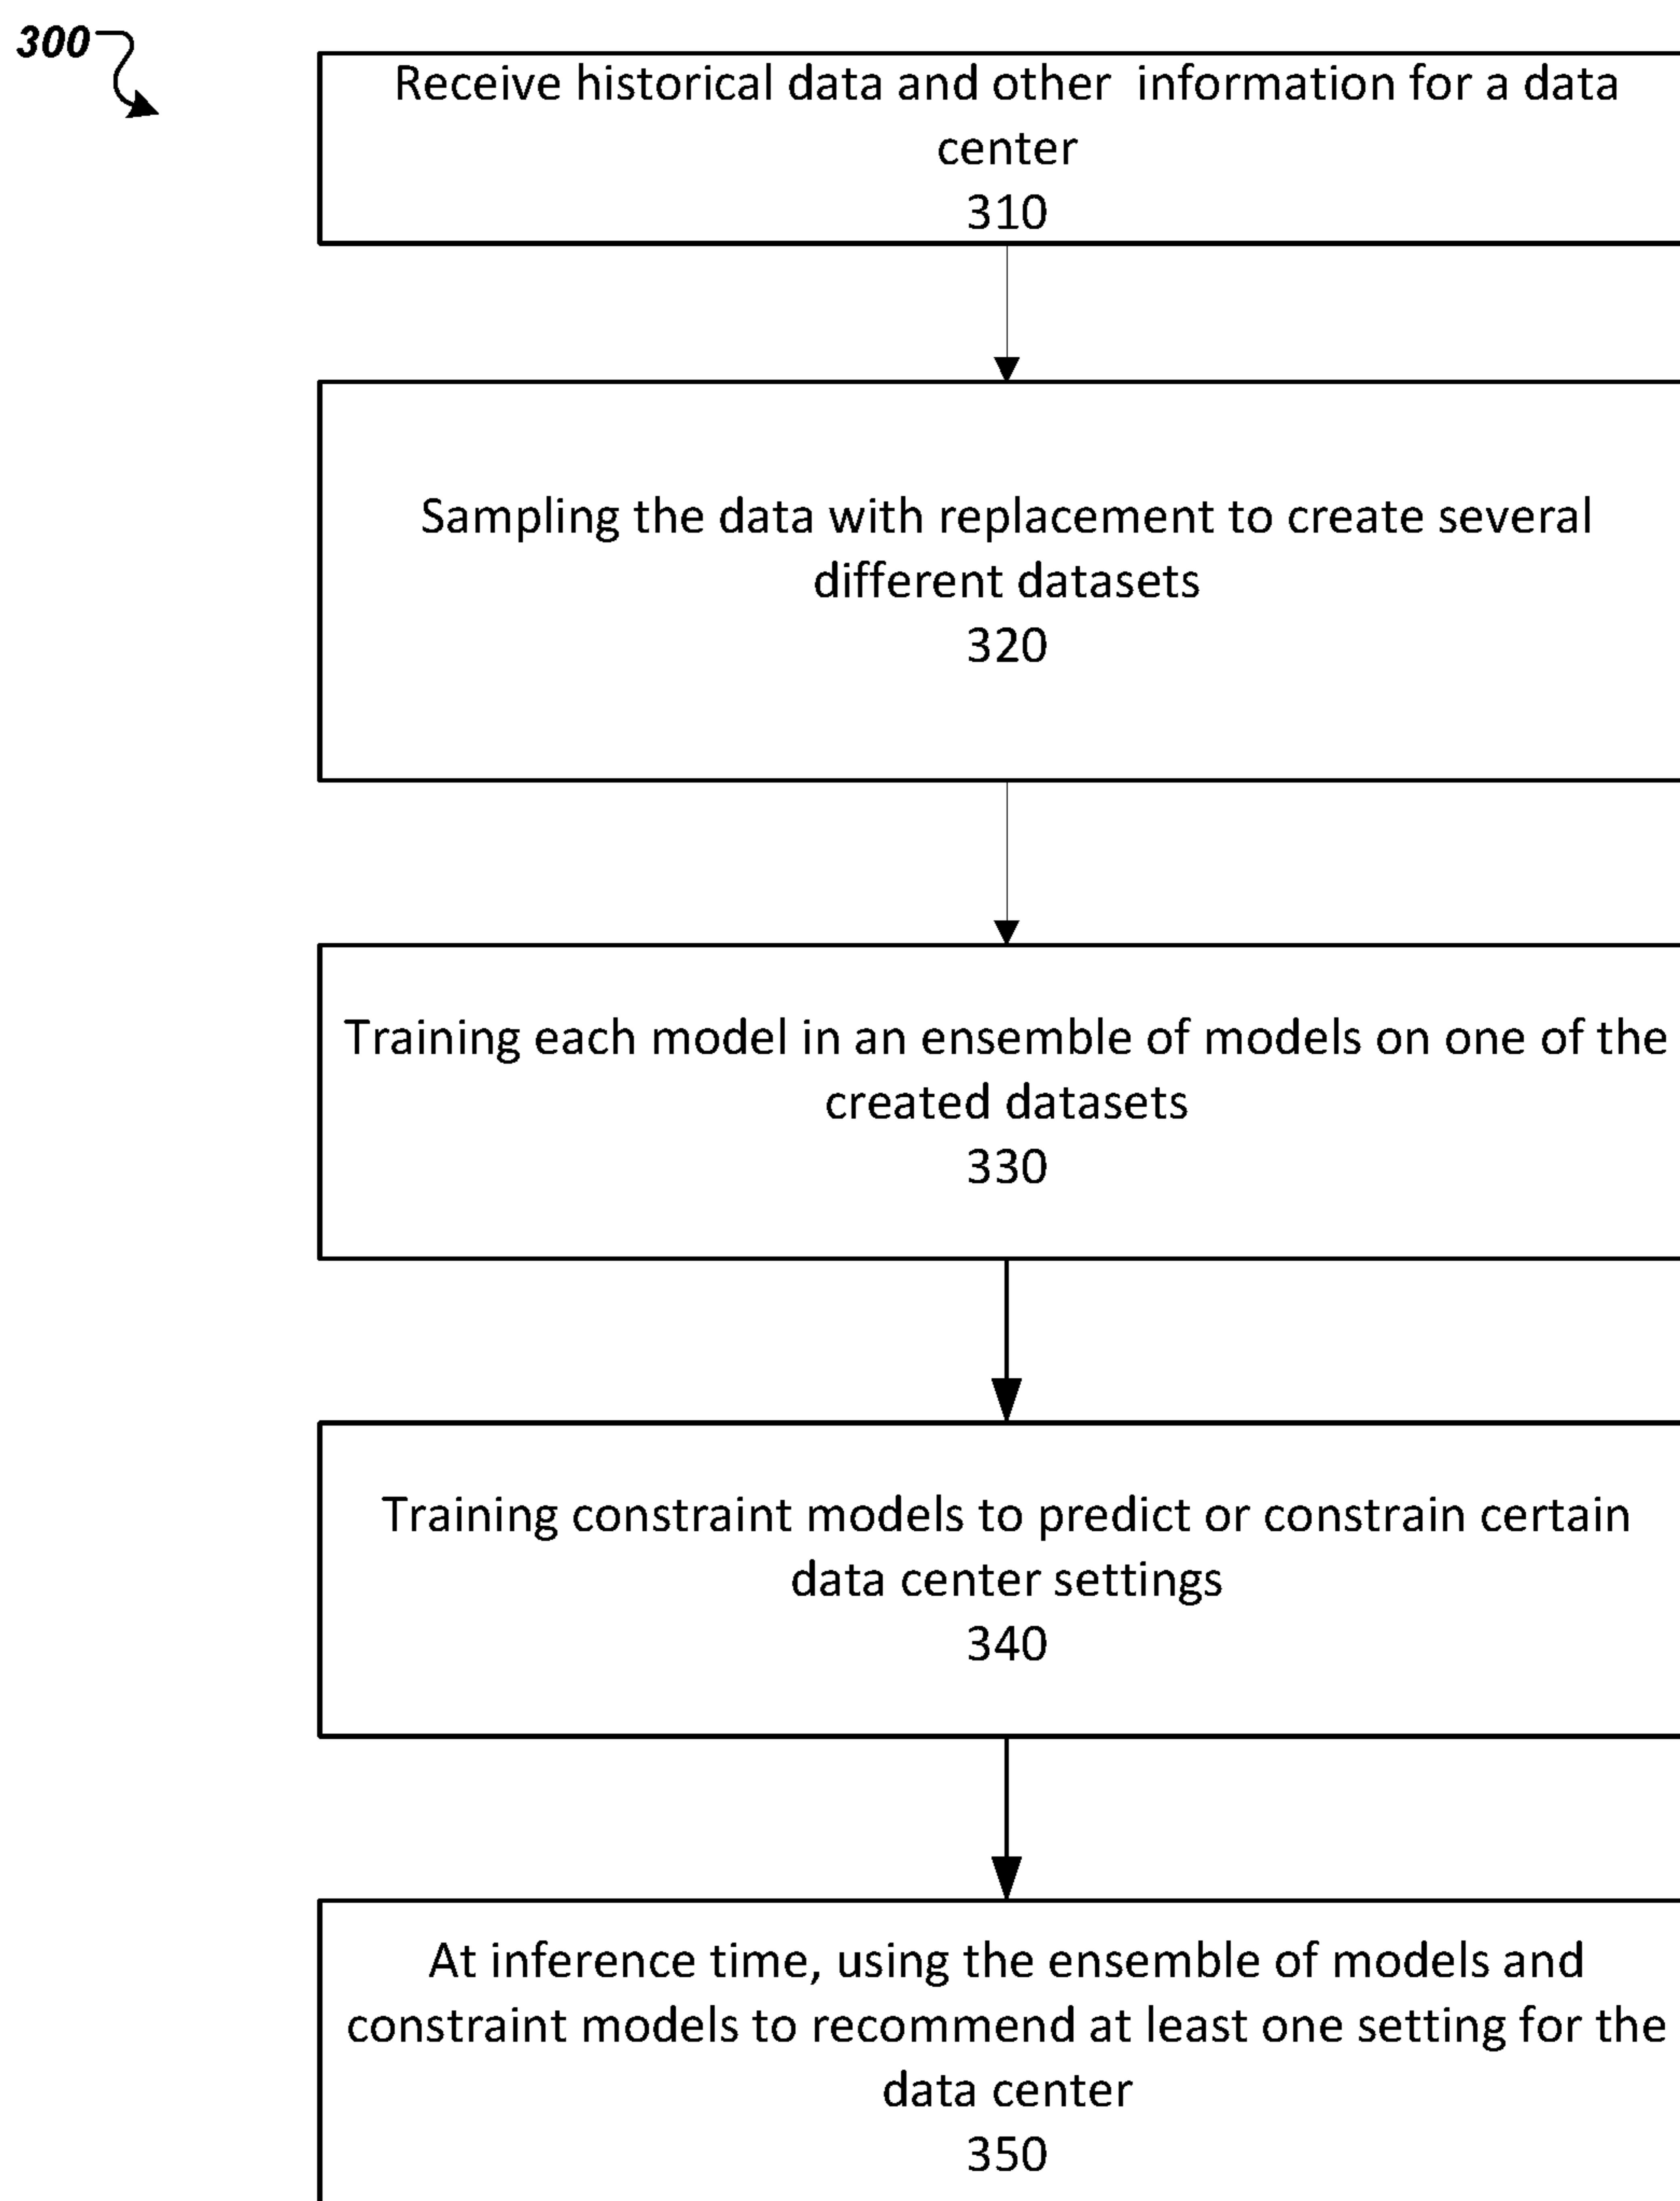 300
Receive historical data and other information for a data
center
310
Sampling the data with replacement to create several
different datasets
320
Training each model in an ensemble of models on one of the
created datasets
330
Training constraint models to predict or constrain certain
data center settings
340
At inference time, using the ensemble of models and
constraint models to recommend at least one setting for the
data center
350